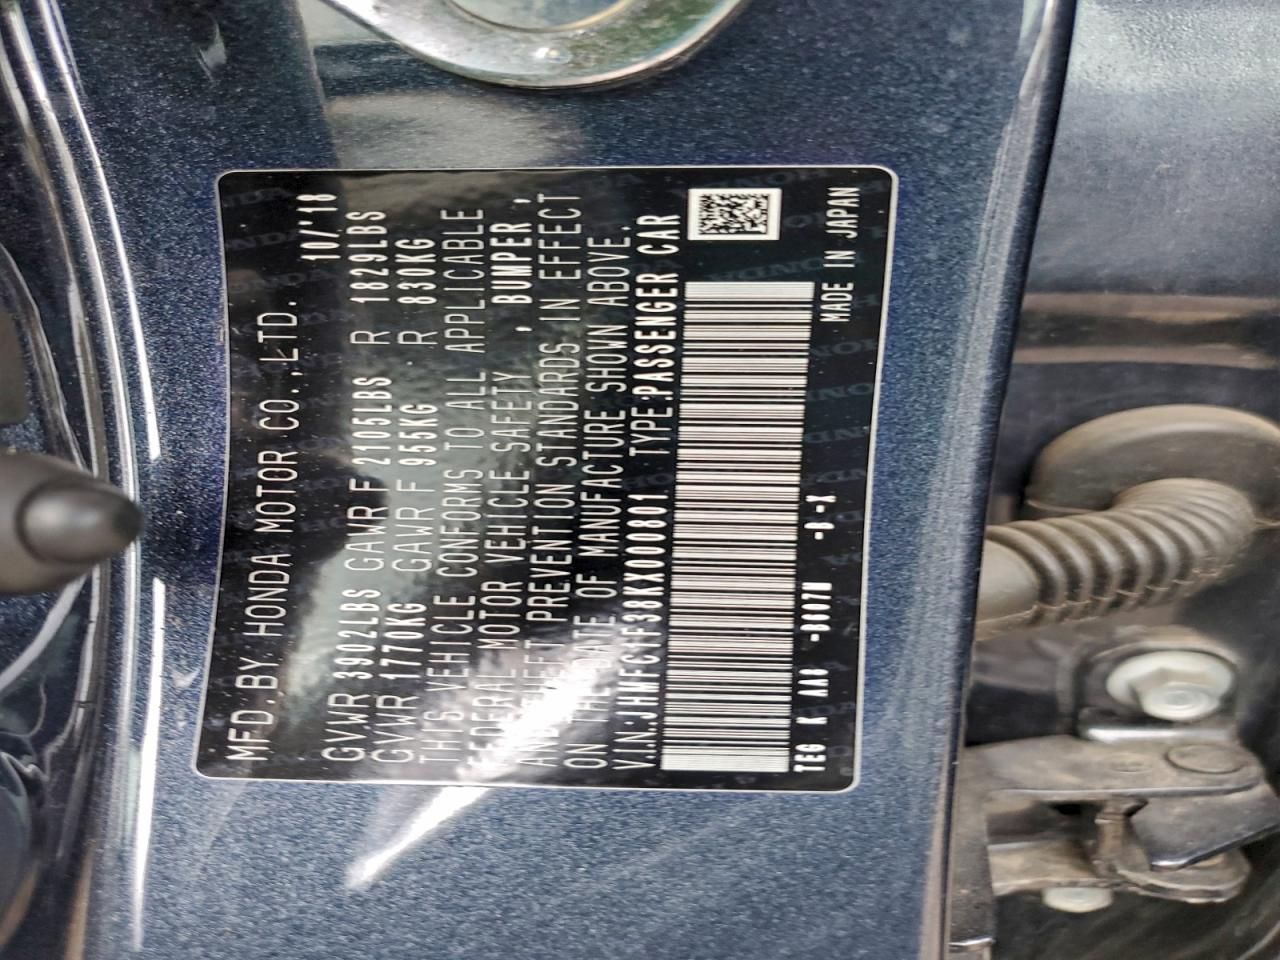 MFD.BY HONDA MOTOR CO.,LTD.
10/'18
GVWR 3902LBS GAWR F 2105LBS R 1829LBS
GVWR 1770KG GAWR F 955KG R 830KG
THIS VEHICLE CONFORMS TO ALL APPLICABLE
FEDERAL MOTOR VEHICLE SAFETY , BUMPER ,
AND THEFT PREVENTION STANDARDS IN EFFECT
ON THE DATE OF MANUFACTURE SHOWN ABOVE.
V.I.N.:JHMFC1F38KX000801 TYPE:PASSENGER CAR
TEG K -B607M -B-X
MADE IN JAPAN